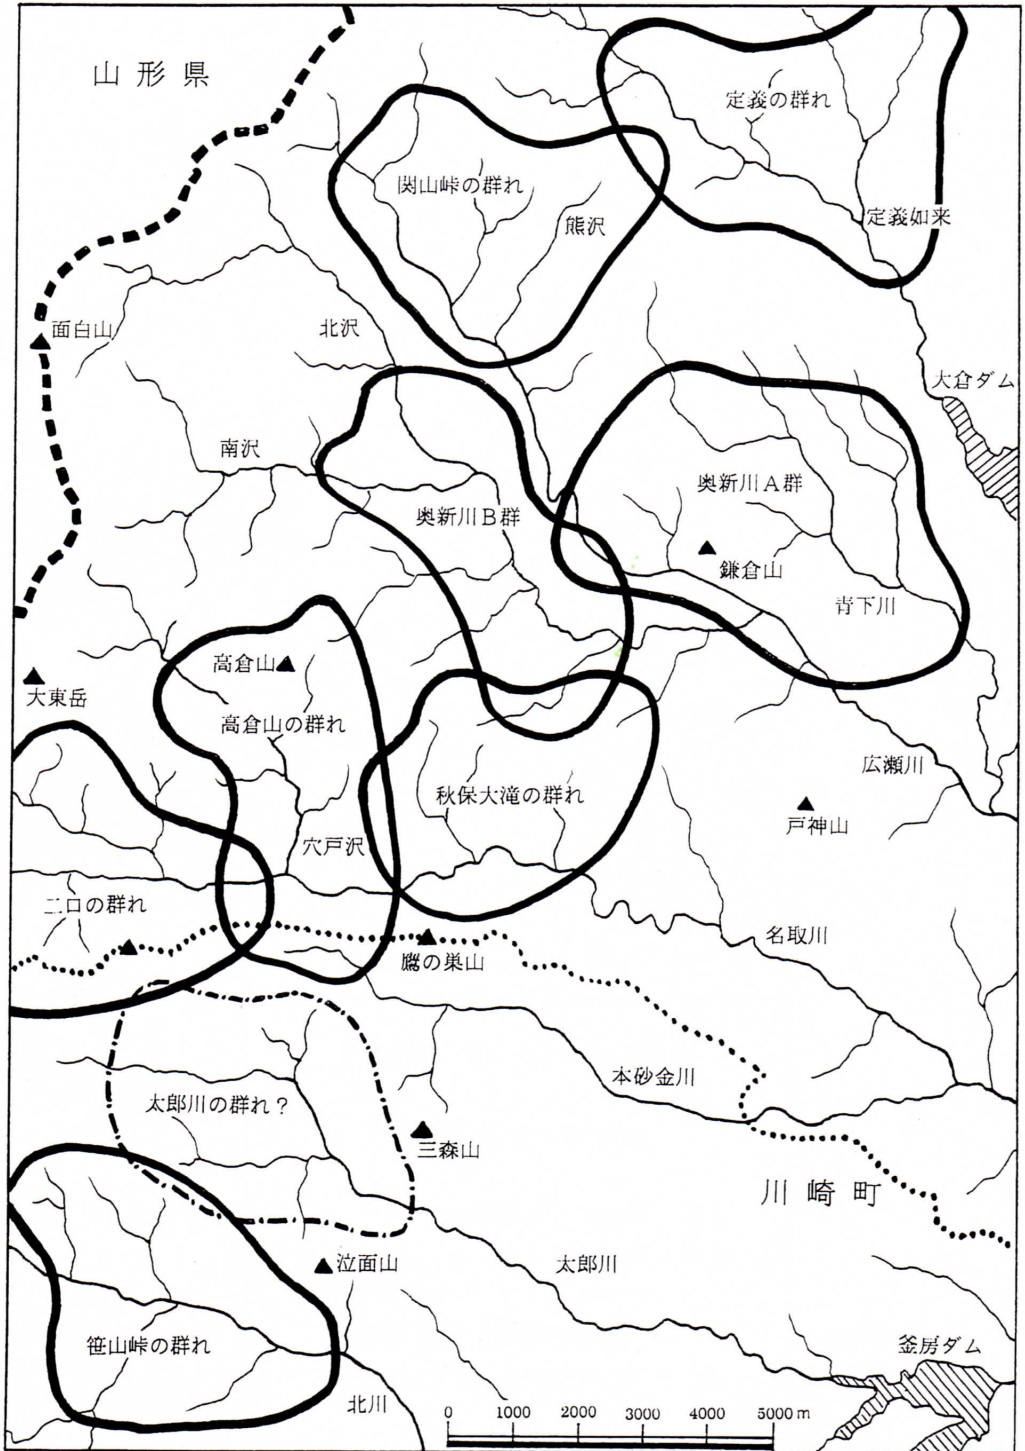 山形県
定義の群れ
関山峠の群れ
定義如来
熊沢
面白山
北沢
大倉ダム
南沢
奥新川A群
奥新川B群
鎌倉山
青下川
高倉山
大東岳
高倉山の群れ
広瀬川
秋保大滝の群れ
戸神山
穴戸沢
二口の群れ
名取川
鷹の巣山
本砂金川
太郎川の群れ?
三森山
川崎町
泣面山
太郎川
笹山峠の群れ
釜房ダム
北川
0 1000 2000 3000 4000 5000m